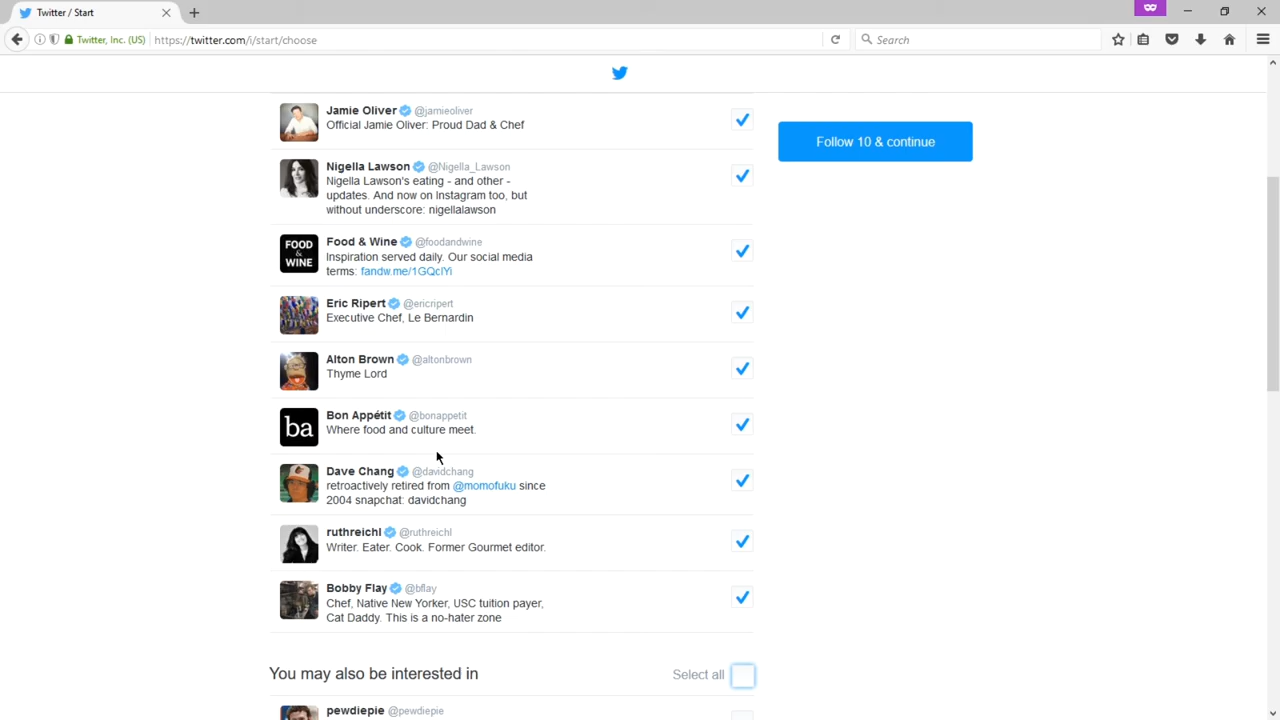 Twitter / Start
Twitter, Inc. (US)
https://twitter.com/i/start/choose
Search
Jamie Oliver @jamieoliver
Official Jamie Oliver: Proud Dad & Chef
Follow 10 & continue
Nigella Lawson @Nigella_Lawson
Nigella Lawson's eating - and other -
updates. And now on Instagram too, but
without underscore: nigellalawson
FOOD
&
WINE
Food & Wine @foodandwine
Inspiration served daily. Our social media
terms: fandw.me/1GQclYi
Eric Ripert @ericripert
Executive Chef, Le Bernardin
Alton Brown @altonbrown
Thyme Lord
ba
Bon Appétit @bonappetit
Where food and culture meet.
Dave Chang @davidchang
retroactively retired from @momofuku since
2004 snapchat: davidchang
ruthreichl @ruthreichl
Writer. Eater. Cook. Former Gourmet editor.
Bobby Flay @bflay
Chef, Native New Yorker, USC tuition payer,
Cat Daddy. This is a no-hater zone
You may also be interested in
Select all
pewdiepie @pewdiepie